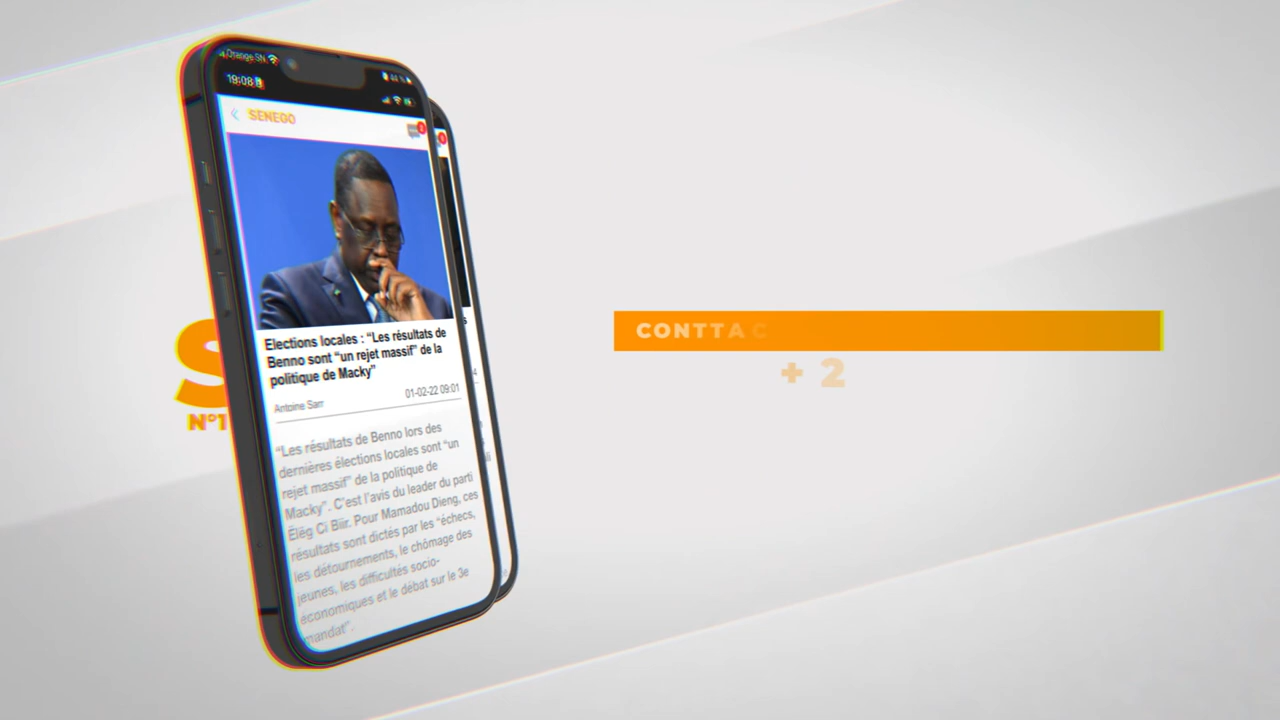 Orange SN
19:08
SENEGO
Elections locales : “Les résultats de
Benno sont “un rejet massif” de la
politique de Macky”
Antoine Sarr
01-02-22 09:01
“Les résultats de Benno lors des
dernières élections locales sont “un
rejet massif” de la politique de
Macky”. C’est l’avis du leader du parti
Élëg Ci Biir. Pour Mamadou Dieng, ces
résultats sont dictés par les “échecs,
les détournements, le chômage des
jeunes, les difficultés socio-
économiques et le débat sur le 3e
mandat”.
S
N°1
CONTTAC
+ 2